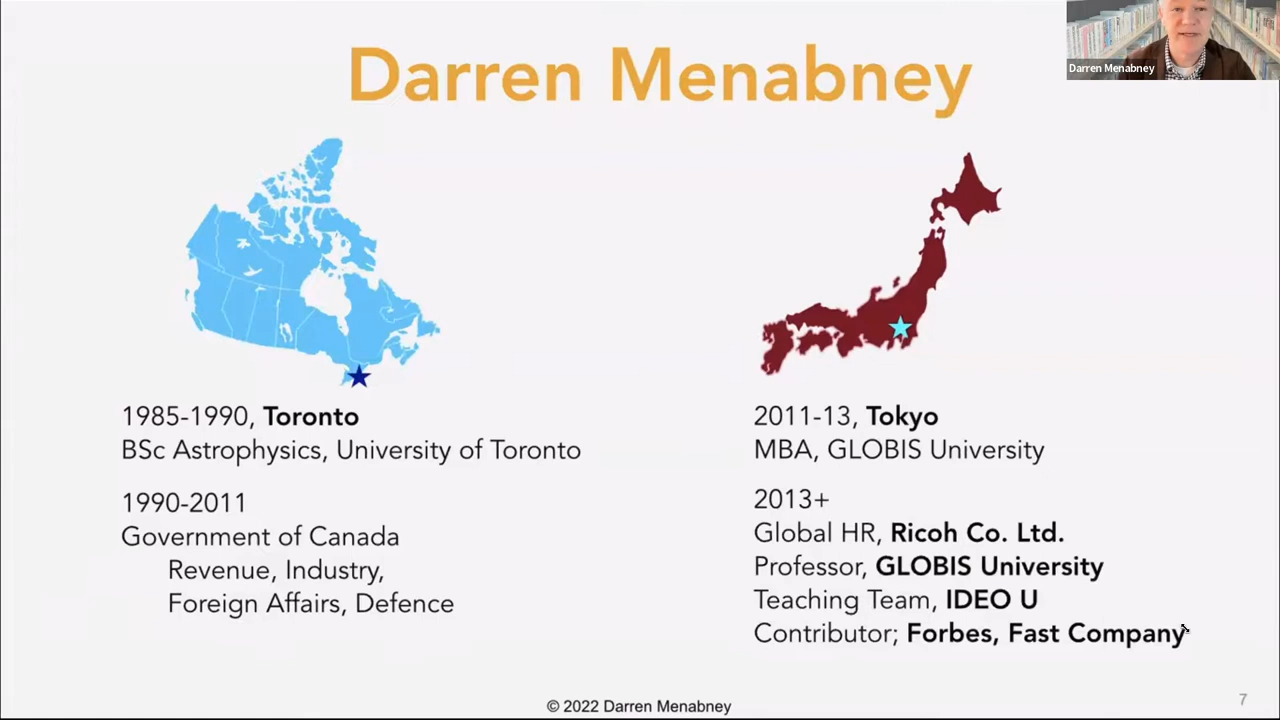 Darren Menabney
Darren Menabney
1985-1990, Toronto
BSc Astrophysics, University of Toronto
1990-2011
Government of Canada
Revenue, Industry,
Foreign Affairs, Defence
2011-13, Tokyo
MBA, GLOBIS University
2013+
Global HR, Ricoh Co. Ltd.
Professor, GLOBIS University
Teaching Team, IDEO U
Contributor; Forbes, Fast Company
© 2022 Darren Menabney
7